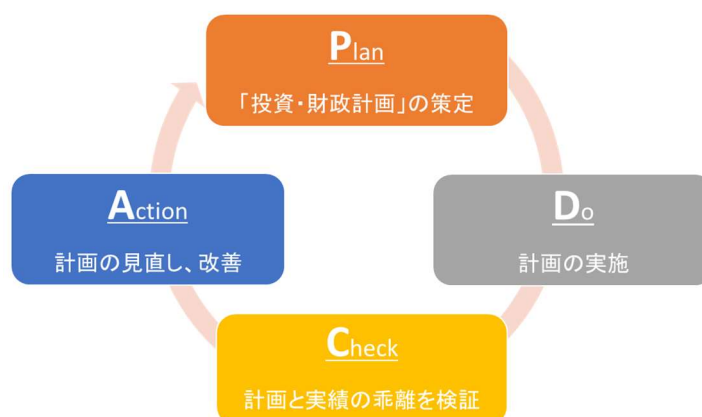 Plan
「投資・財政計画」の策定
Do
計画の実施
Check
計画と実績の乖離を検証
Action
計画の見直し、改善